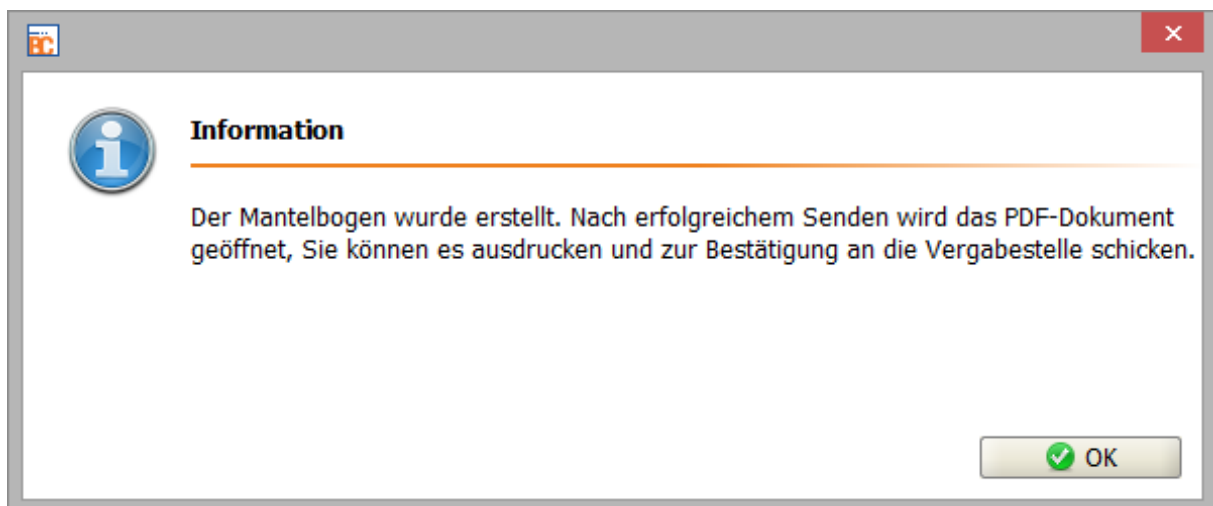 BC
Information
Der Mantelbogen wurde erstellt. Nach erfolgreichem Senden wird das PDF-Dokument
geöffnet, Sie können es ausdrucken und zur Bestätigung an die Vergabestelle schicken.
OK